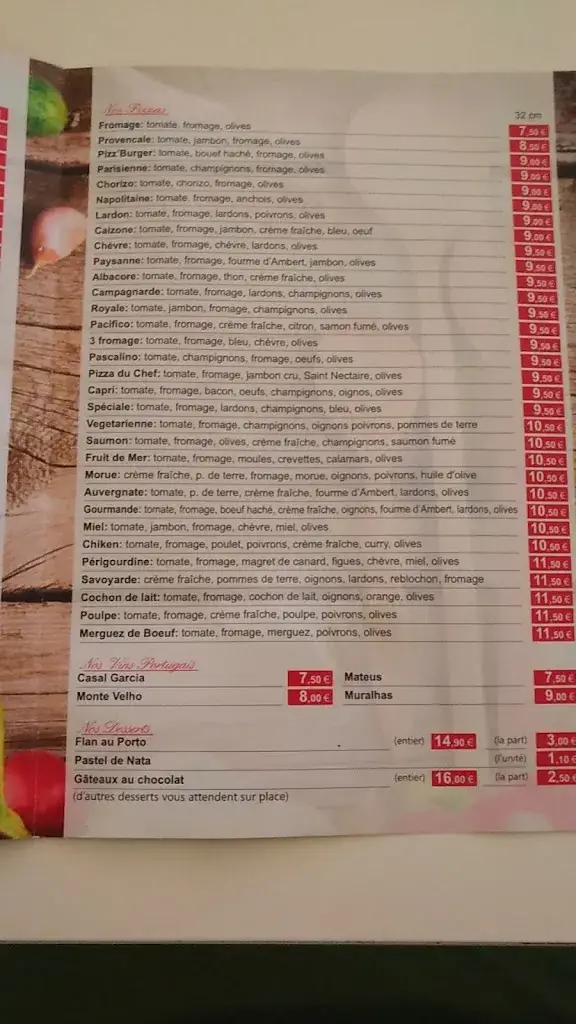 Nos Pizzas 32 cm
Fromage: tomate, fromage, olives 7,50 €
Provencale: tomate, jambon, fromage, olives 8,50 €
Pizz'Burger: tomate, bouef haché, fromage, olives 9,00 €
Parisienne: tomate, champignons, fromage, olives 9,00 €
Chorizo: tomate, chorizo, fromage, olives 9,00 €
Napolitaine: tomate, fromage, anchois, olives 9,00 €
Lardon: tomate, fromage, lardons, poivrons, olives 9,00 €
Calzone: tomate, fromage, jambon, crème fraîche, bleu, oeuf 9,00 €
Chèvre: tomate, fromage, chèvre, lardons, olives 9,50 €
Paysanne: tomate, fromage, fourme d'Ambert, jambon, olives 9,50 €
Albacore: tomate, fromage, thon, crème fraîche, olives 9,50 €
Campagnarde: tomate, fromage, lardons, champignons, olives 9,50 €
Royale: tomate, jambon, fromage, champignons, olives 9,50 €
Pacifico: tomate, fromage, crème fraîche, citron, samon fumé, olives 9,50 €
3 fromage: tomate, fromage, bleu, chèvre, olives 9,50 €
Pascalino: tomate, champignons, fromage, oeufs, olives 9,50 €
Pizza du Chef: tomate, fromage, jambon cru, Saint Nectaire, olives 9,50 €
Capri: tomate, fromage, bacon, oeufs, champignons, oignos, olives 9,50 €
Spéciale: tomate, fromage, lardons, champignons, bleu, olives 9,50 €
Vegetarienne: tomate, fromage, champignons, oignons poivrons, pommes de terre 10,50 €
Saumon: tomate, fromage, olives, crème fraîche, champignons, saumon fumé 10,50 €
Fruit de Mer: tomate, fromage, moules, crevettes, calamars, olives 10,50 €
Morue: crème fraîche, p. de terre, fromage, morue, oignons, poivrons, huile d'olive 10,50 €
Auvergnate: tomate, p. de terre, crème fraîche, fourme d'Ambert, lardons, olives 10,50 €
Gourmande: tomate, fromage, boeuf haché, crème fraîche, oignons, fourme d'Ambert, lardons, olives 10,50 €
Miel: tomate, jambon, fromage, chèvre, miel, olives 10,50 €
Chiken: tomate, fromage, poulet, poivrons, crème fraîche, curry, olives 10,50 €
Périgourdine: tomate, fromage, magret de canard, figues, chèvre, miel, olives 11,50 €
Savoyarde: crème fraîche, pommes de terre, oignons, lardons, reblochon, fromage 11,50 €
Cochon de lait: tomate, fromage, cochon de lait, oignons, orange, olives 11,50 €
Poulpe: tomate, fromage, crème fraîche, poulpe, poivrons, olives 11,50 €
Merguez de Boeuf: tomate, fromage, merguez, poivrons, olives 11,50 €
Nos Vins Portugais
Casal Garcia 7,50 € Mateus 7,50 €
Monte Velho 8,00 € Muralhas 9,00 €
Nos Desserts
Flan au Porto (entier) 14,90 € (la part) 3,00 €
Pastel de Nata (l'unité) 1,10 €
Gâteaux au chocolat (entier) 16,00 € (la part) 2,50 €
(d'autres desserts vous attendent sur place)